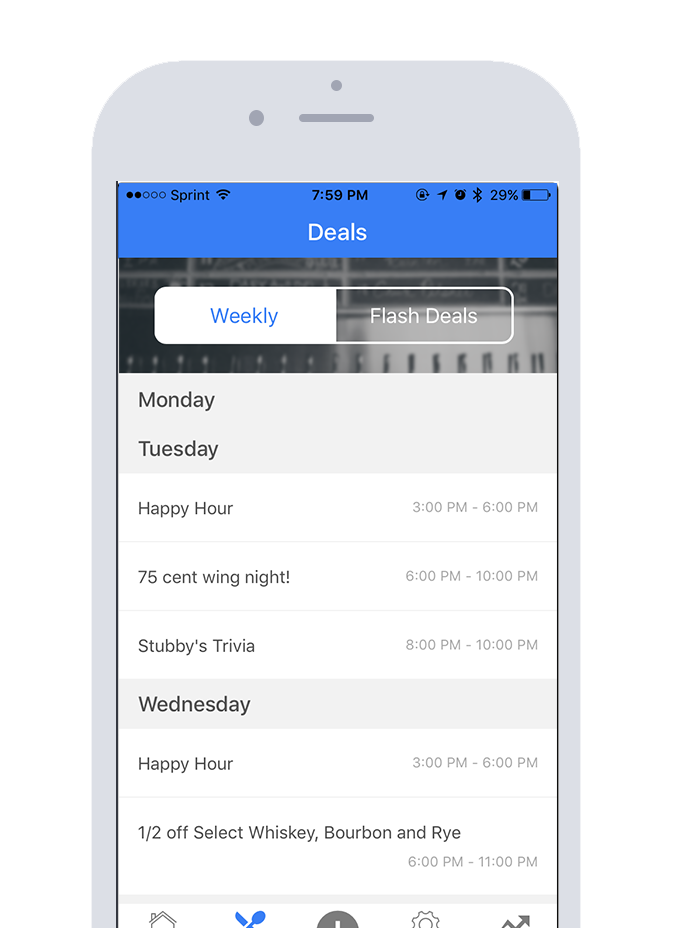 Sprint 7:59 PM 29%
Deals
Weekly Flash Deals
Monday
Tuesday
Happy Hour 3:00 PM - 6:00 PM
75 cent wing night! 6:00 PM - 10:00 PM
Stubby's Trivia 8:00 PM - 10:00 PM
Wednesday
Happy Hour 3:00 PM - 6:00 PM
1/2 off Select Whiskey, Bourbon and Rye
6:00 PM - 11:00 PM